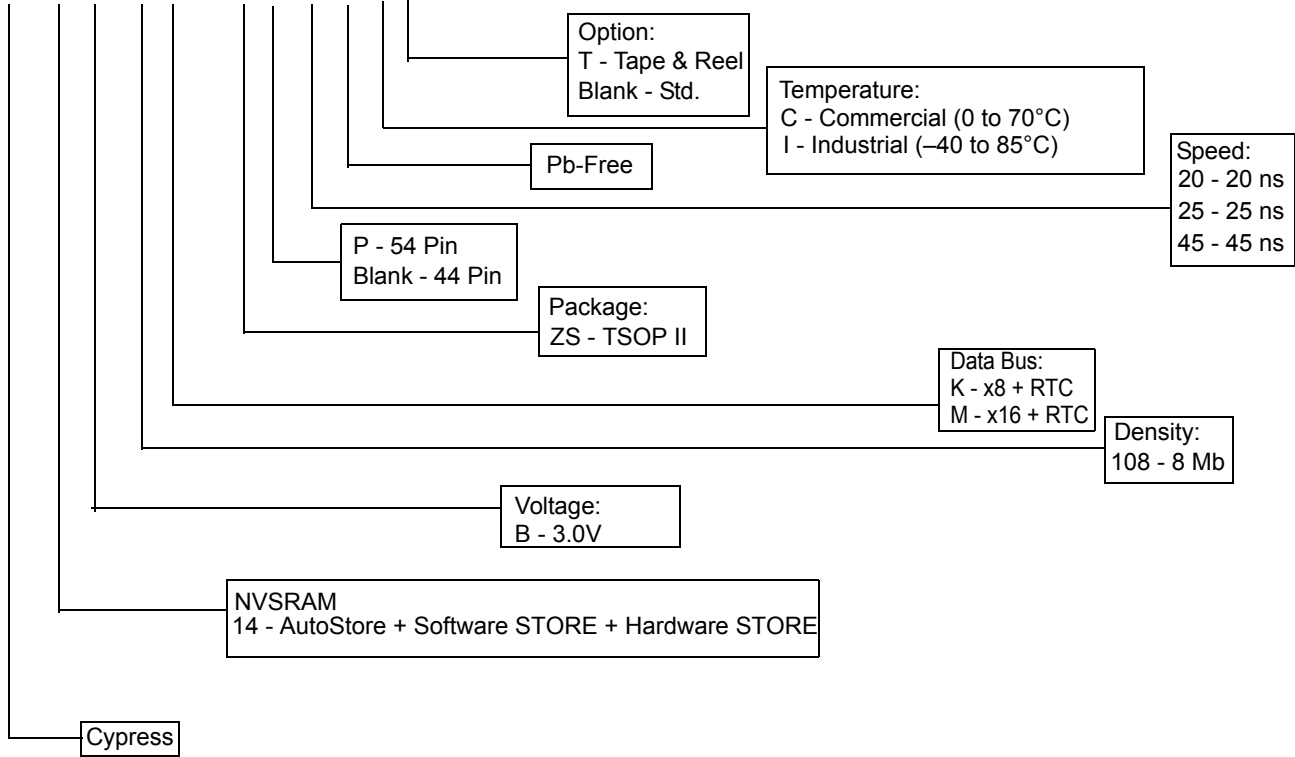 Option:
T - Tape & Reel
Blank - Std.
Temperature:
C - Commercial (0 to 70°C)
I - Industrial (–40 to 85°C)
Speed:
20 - 20 ns
25 - 25 ns
45 - 45 ns
Pb-Free
P - 54 Pin
Blank - 44 Pin
Package:
ZS - TSOP II
Data Bus:
K - x8 + RTC
M - x16 + RTC
Density:
108 - 8 Mb
Voltage:
B - 3.0V
NVSRAM
14 - AutoStore + Software STORE + Hardware STORE
Cypress